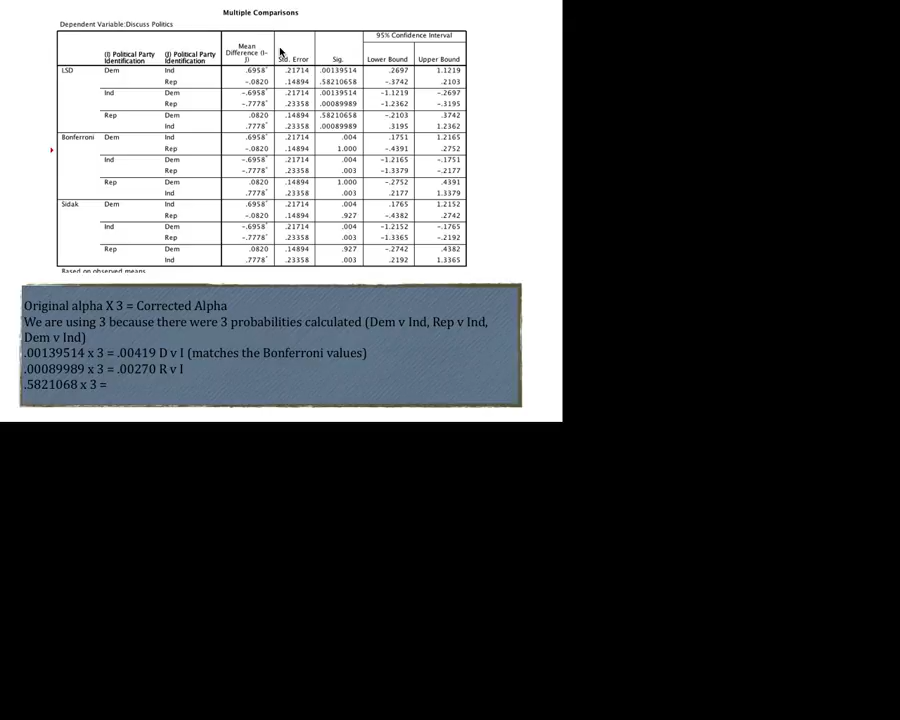 Multiple Comparisons
Dependent Variable:Discuss Politics
95% Confidence Interval
(I) Political Party Identification (J) Political Party Identification Mean Difference (I-J) Std. Error Sig. Lower Bound Upper Bound
LSD Dem Ind .6958* .21714 .00139514 .2697 1.1219
Rep -.0820 .14894 .58210658 -.3742 .2103
Ind Dem -.6958* .21714 .00139514 -1.1219 -.2697
Rep -.7778* .23358 .00089989 -1.2362 -.3195
Rep Dem .0820 .14894 .58210658 -.2103 .3742
Ind .7778* .23358 .00089989 .3195 1.2362
Bonferroni Dem Ind .6958* .21714 .004 .1751 1.2165
Rep -.0820 .14894 1.000 -.4391 .2752
Ind Dem -.6958* .21714 .004 -1.2165 -.1751
Rep -.7778* .23358 .003 -1.3379 -.2177
Rep Dem .0820 .14894 1.000 -.2752 .4391
Ind .7778* .23358 .003 .2177 1.3379
Sidak Dem Ind .6958* .21714 .004 .1765 1.2152
Rep -.0820 .14894 .927 -.4382 .2742
Ind Dem -.6958* .21714 .004 -1.2152 -.1765
Rep -.7778* .23358 .003 -1.3365 -.2192
Rep Dem .0820 .14894 .927 -.2742 .4382
Ind .7778* .23358 .003 .2192 1.3365
Based on observed means.
Original alpha X 3 = Corrected Alpha
We are using 3 because there were 3 probabilities calculated (Dem v Ind, Rep v Ind,
Dem v Ind)
.00139514 x 3 = .00419 D v I (matches the Bonferroni values)
.00089989 x 3 = .00270 R v I
.5821068 x 3 =